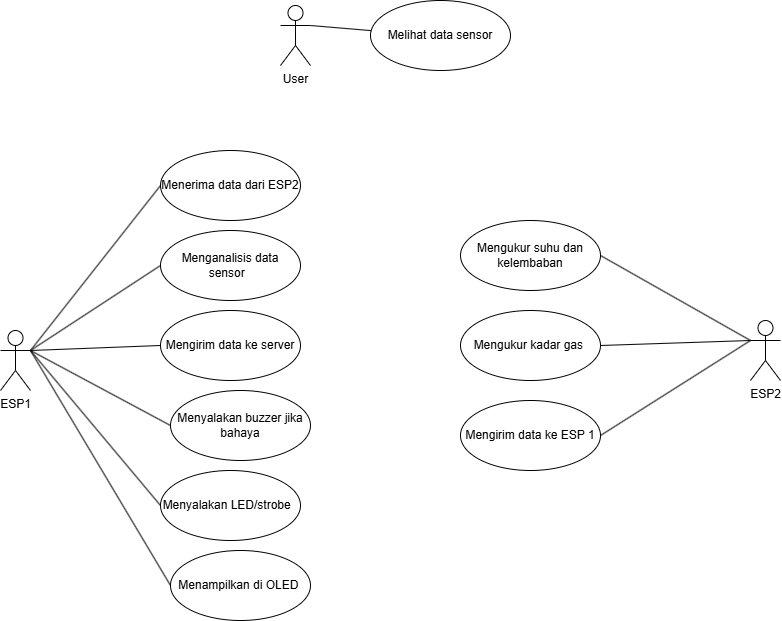 Melihat data sensor
User
Menerima data dari ESP2
Menganalisis data
sensor
Mengirim data ke server
Menyalakan buzzer jika
bahaya
Menyalakan LED/strobe
Menampilkan di OLED
ESP1
Mengukur suhu dan
kelembaban
Mengukur kadar gas
Mengirim data ke ESP 1
ESP2